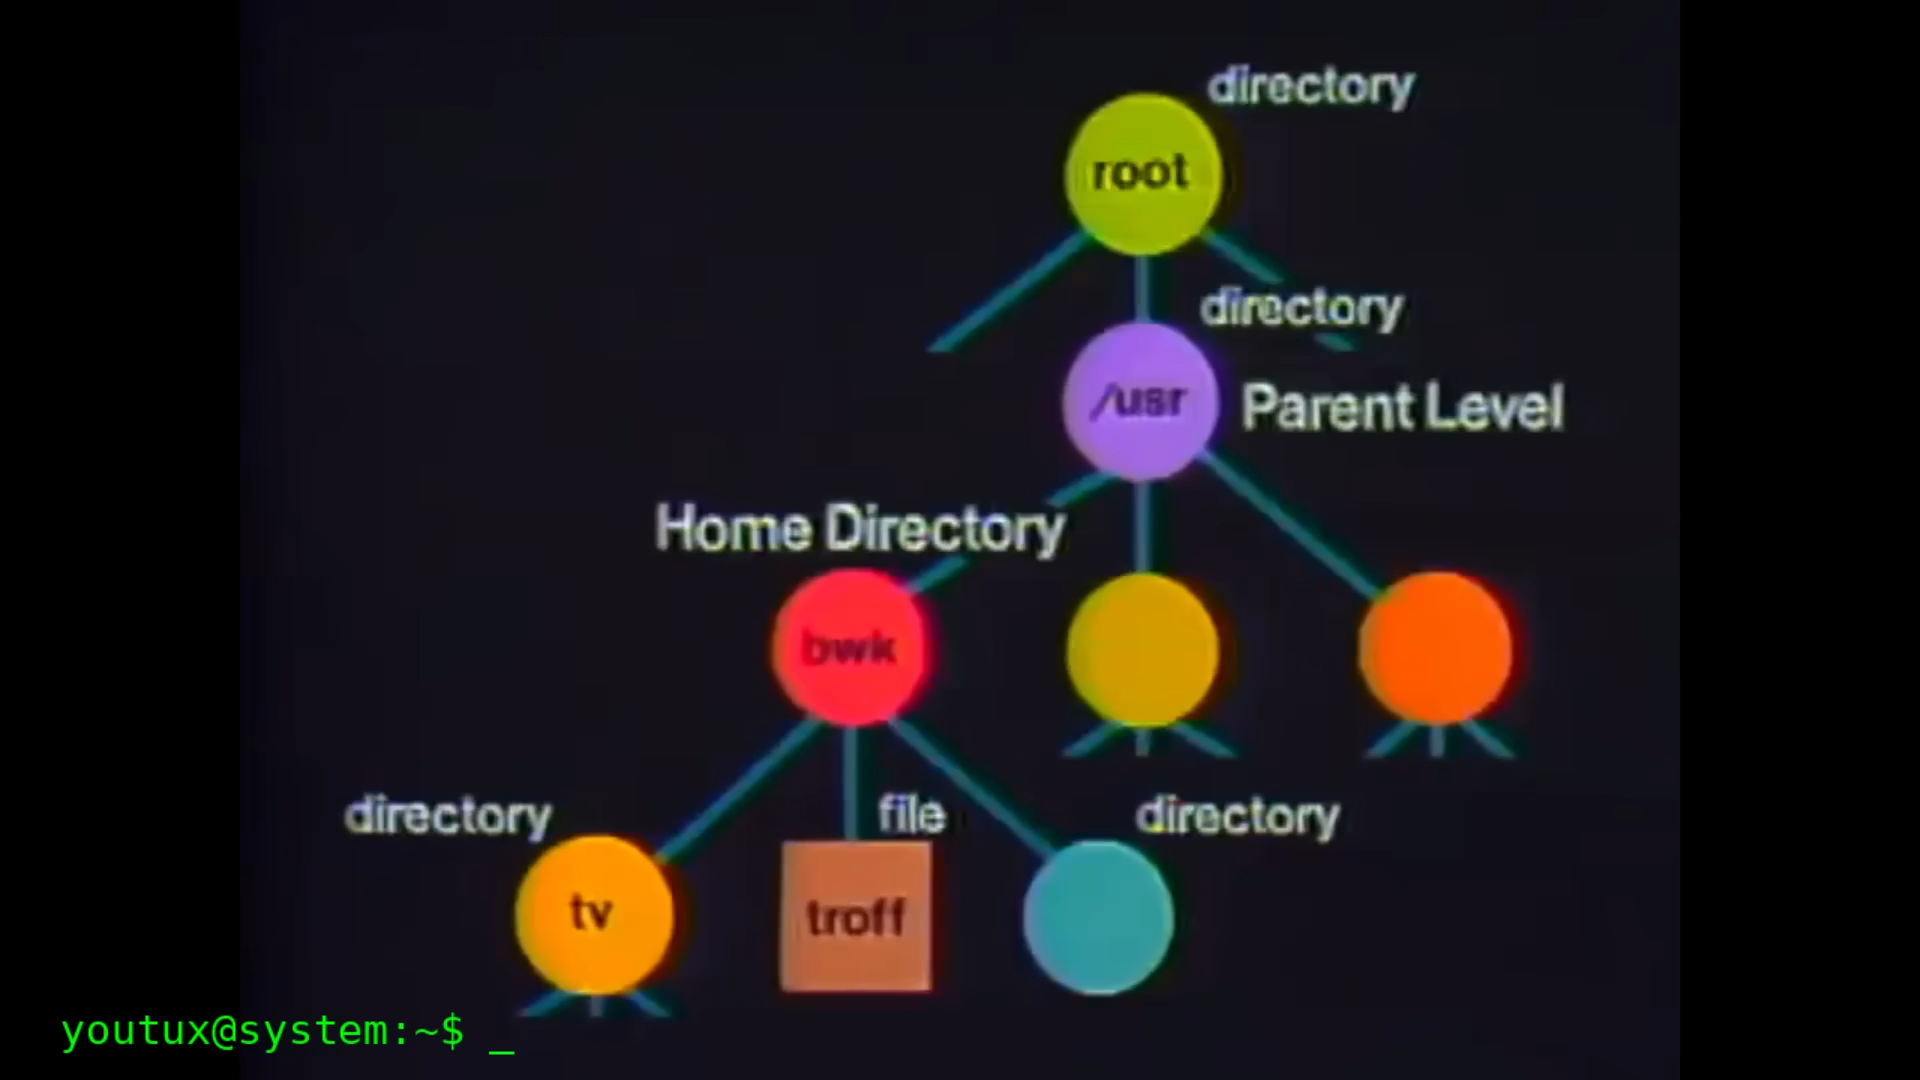 directory
root
directory
/usr
Parent Level
Home Directory
bwk
directory
file
directory
tv
troff
youtux@system:~$ _